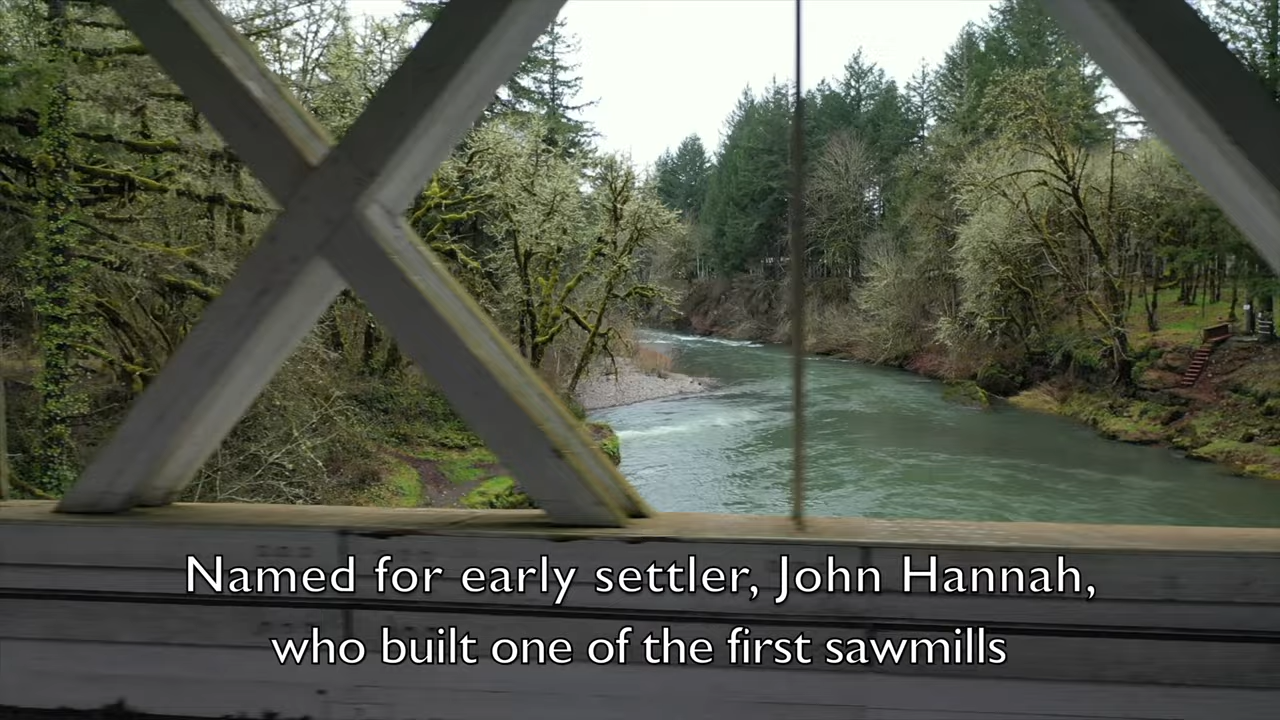 Named for early settler, John Hannah,
who built one of the first sawmills